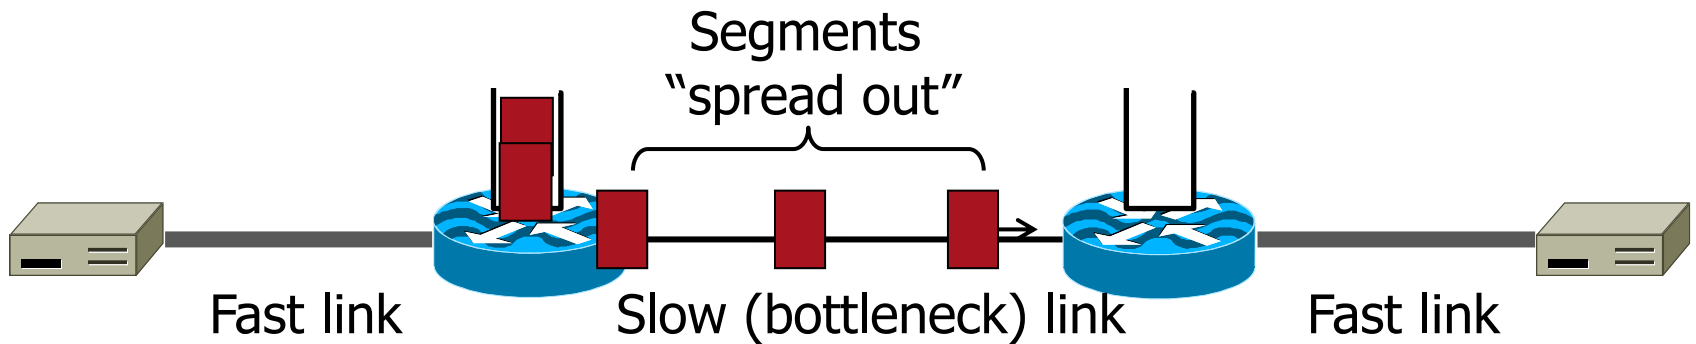 Segments
“spread out”
Fast link
Slow (bottleneck) link
Fast link